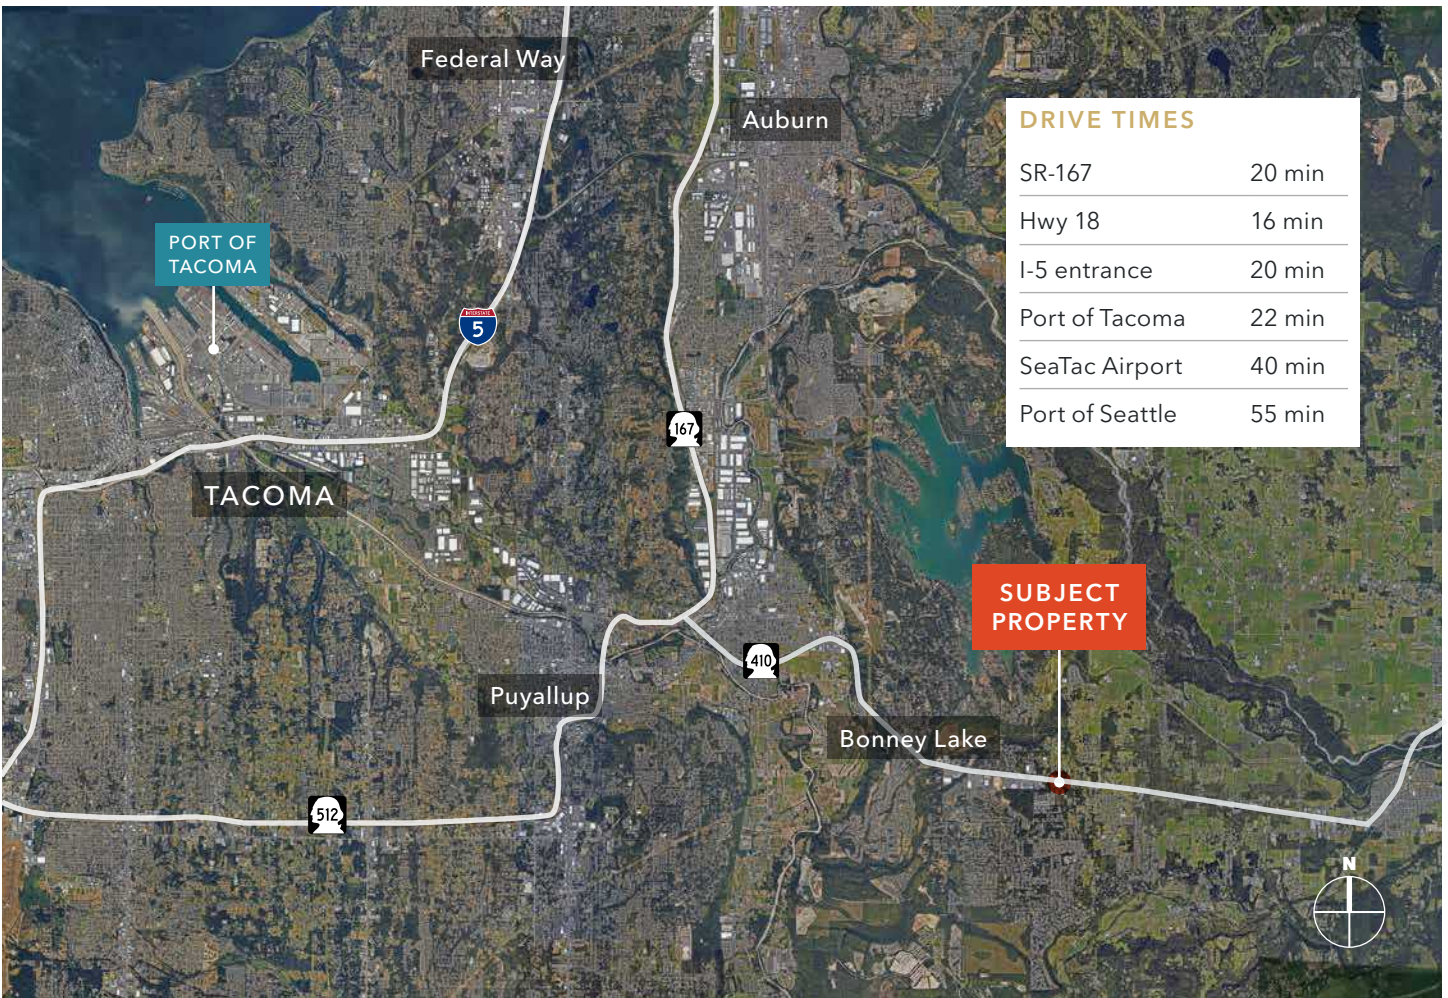 Federal Way
Auburn
DRIVE TIMES
SR-167 20 min
Hwy 18 16 min
I-5 entrance 20 min
Port of Tacoma 22 min
SeaTac Airport 40 min
Port of Seattle 55 min
PORT OF
TACOMA
INTERSTATE
5
167
TACOMA
SUBJECT
PROPERTY
410
Puyallup
Bonney Lake
512
N